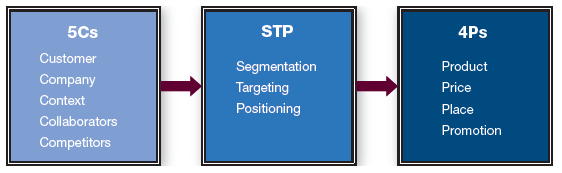 5Cs
Customer
Company
Context
Collaborators
Competitors
STP
Segmentation
Targeting
Positioning
4Ps
Product
Price
Place
Promotion